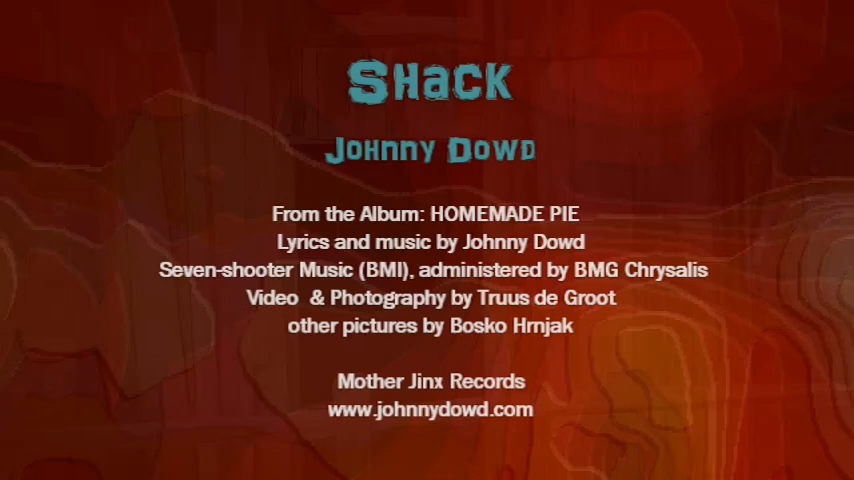 Shack
Johnny Dowd
From the Album: HOMEMADE PIE
Lyrics and music by Johnny Dowd
Seven-shooter Music (BMI), administered by BMG Chrysalis
Video & Photography by Truus de Groot
other pictures by Bosko Hrnjak
Mother Jinx Records
www.johnnydowd.com